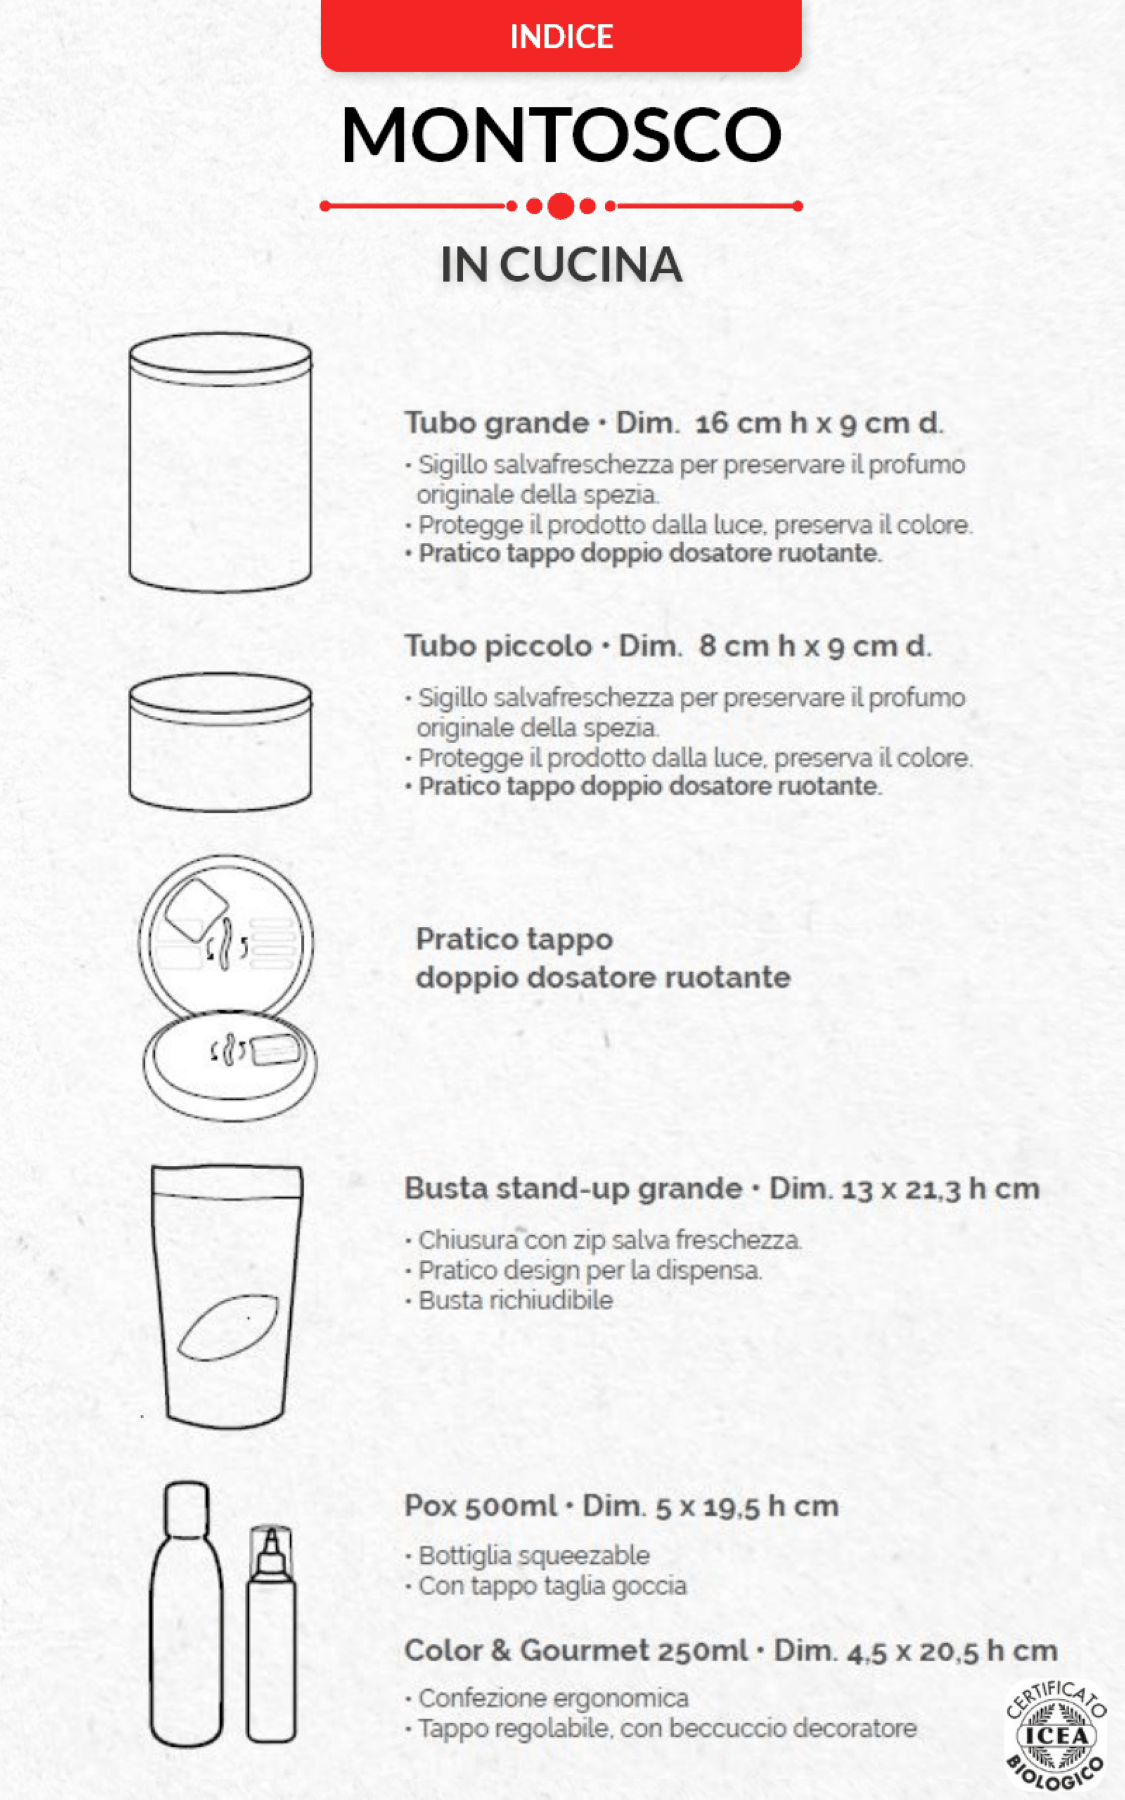 INDICE
MONTOSCO
IN CUCINA
Tubo grande • Dim. 16 cm h x 9 cm d.
• Sigillo salvafreschezza per preservare il profumo
originale della spezia.
• Protegge il prodotto dalla luce, preserva il colore.
• Pratico tappo doppio dosatore ruotante.
Tubo piccolo • Dim. 8 cm h x 9 cm d.
• Sigillo salvafreschezza per preservare il profumo
originale della spezia.
• Protegge il prodotto dalla luce, preserva il colore.
• Pratico tappo doppio dosatore ruotante.
Pratico tappo
doppio dosatore ruotante
Busta stand-up grande • Dim. 13 x 21,3 h cm
• Chiusura con zip salva freschezza.
• Pratico design per la dispensa.
• Busta richiudibile
Pox 500ml • Dim. 5 x 19,5 h cm
• Bottiglia squeezable
• Con tappo taglia goccia
Color & Gourmet 250ml • Dim. 4,5 x 20,5 h cm
• Confezione ergonomica
• Tappo regolabile, con beccuccio decoratore
CERTIFICATO
ICEA
BIOLOGICO